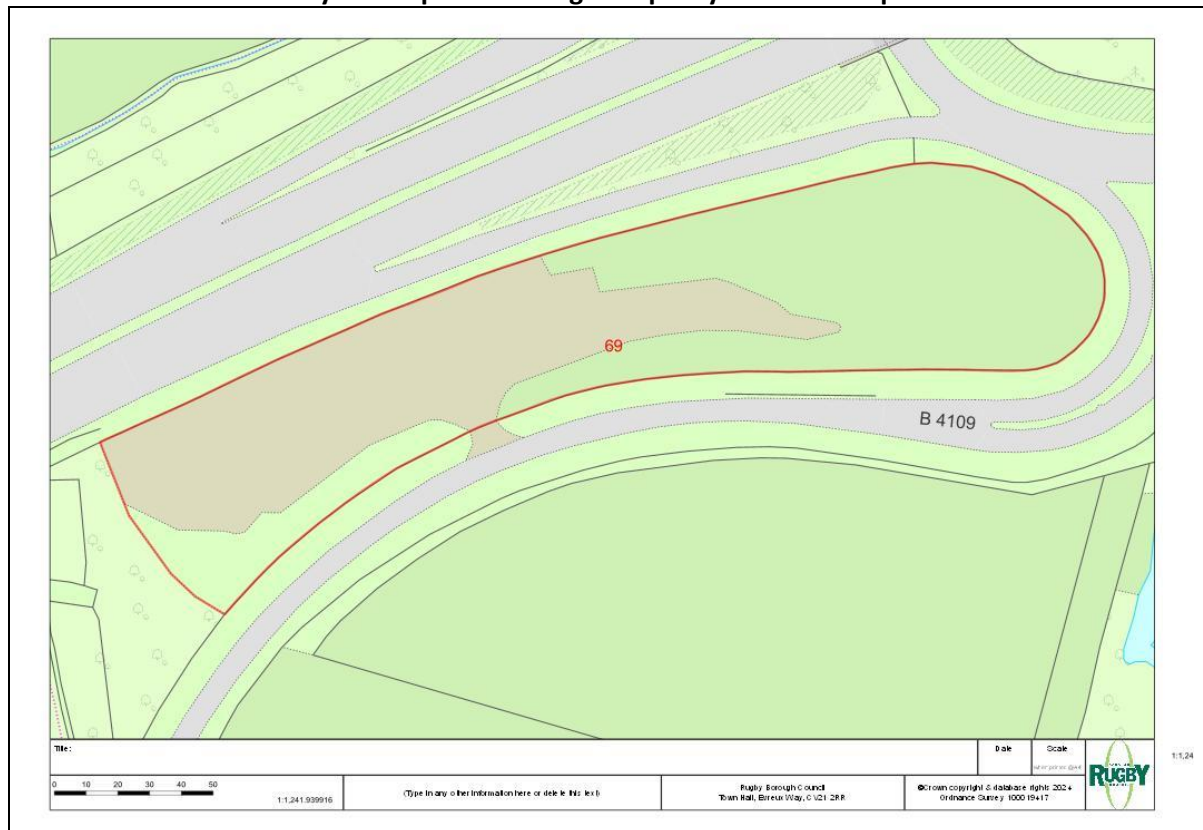 69
B 4109
Title:
Date
Scale
RUGBY
1:1,24
0 10 20 30 40 50
1:1,241.939916
(Type in any other information here or delete this text)
Rugby Borough Council
Town Hall, Evreux Way, CV21 2RR
©Crown copyright & database rights 2024
Ordnance Survey 100019417